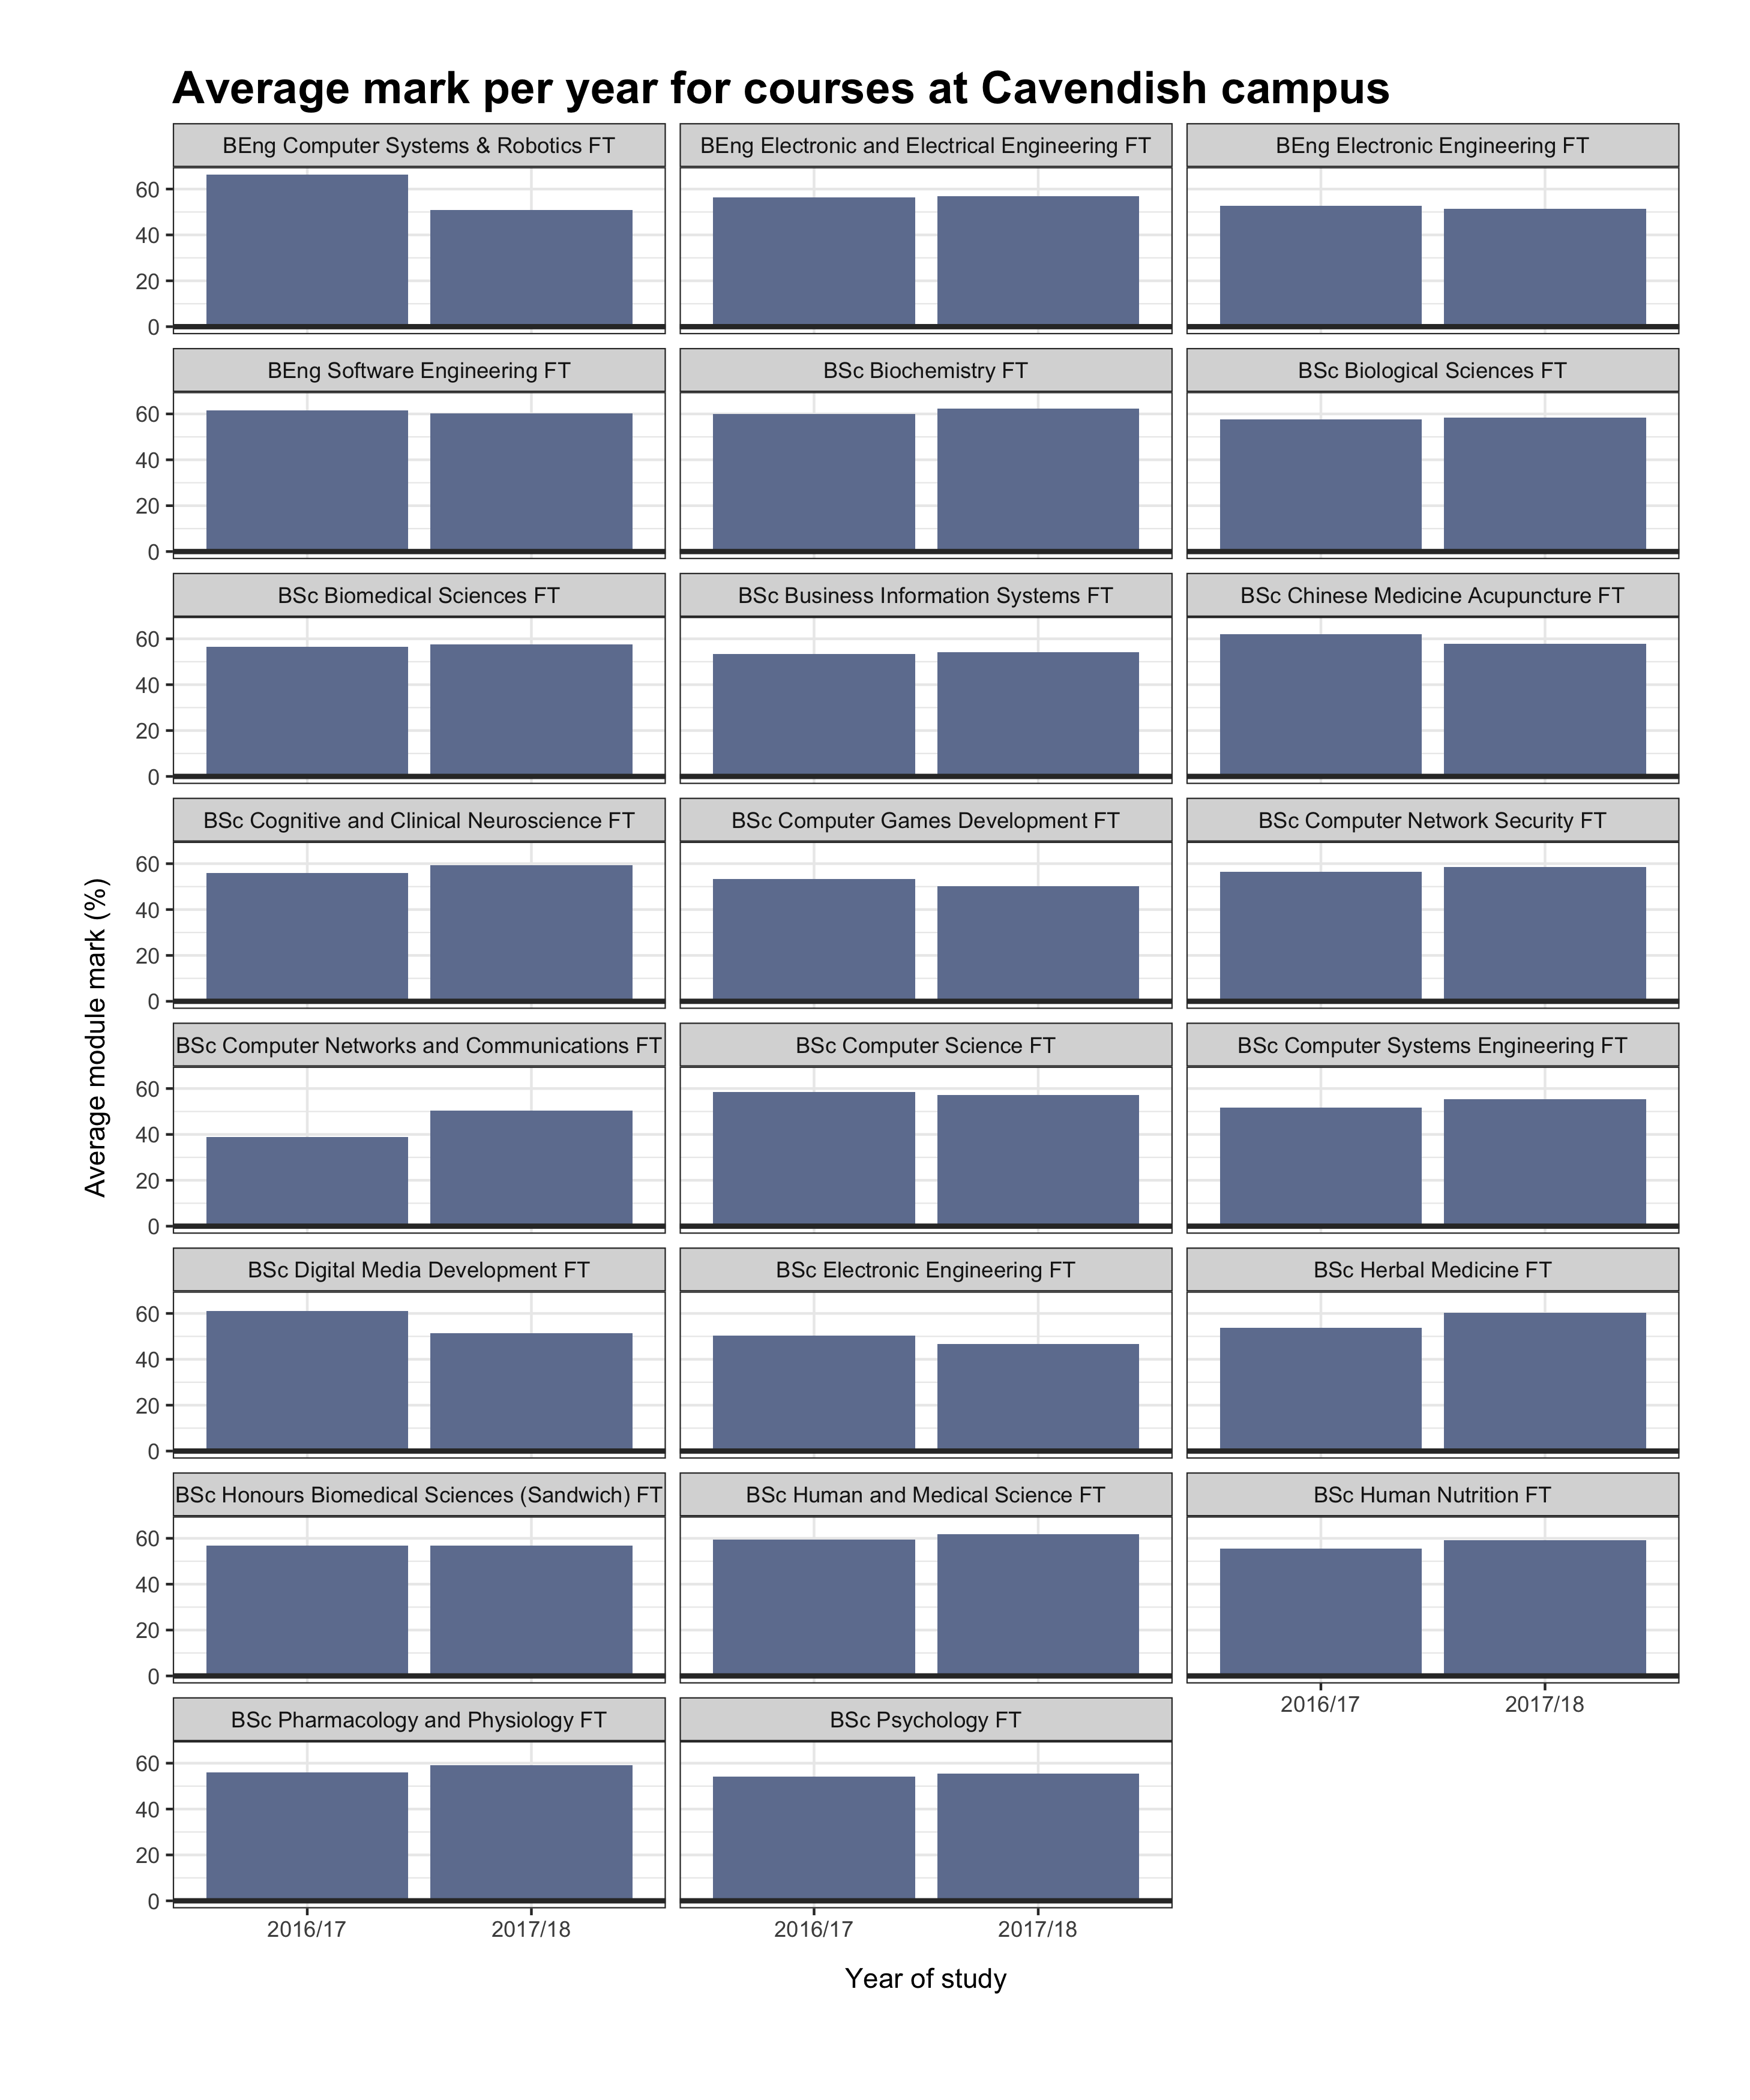 Average mark per year for courses at Cavendish campus
BEng Computer Systems & Robotics FT
BEng Electronic and Electrical Engineering FT
BEng Electronic Engineering FT
60
40
20
0
BEng Software Engineering FT
BSc Biochemistry FT
BSc Biological Sciences FT
60
40
20
0
BSc Biomedical Sciences FT
BSc Business Information Systems FT
BSc Chinese Medicine Acupuncture FT
60
40
20
0
BSc Cognitive and Clinical Neuroscience FT
BSc Computer Games Development FT
BSc Computer Network Security FT
60
40
20
0
Average module mark (%)
BSc Computer Networks and Communications FT
BSc Computer Science FT
BSc Computer Systems Engineering FT
60
40
20
0
BSc Digital Media Development FT
BSc Electronic Engineering FT
BSc Herbal Medicine FT
60
40
20
0
BSc Honours Biomedical Sciences (Sandwich) FT
BSc Human and Medical Science FT
BSc Human Nutrition FT
60
40
20
0
2016/17 2017/18
BSc Pharmacology and Physiology FT
BSc Psychology FT
60
40
20
0
2016/17 2017/18
2016/17 2017/18
Year of study